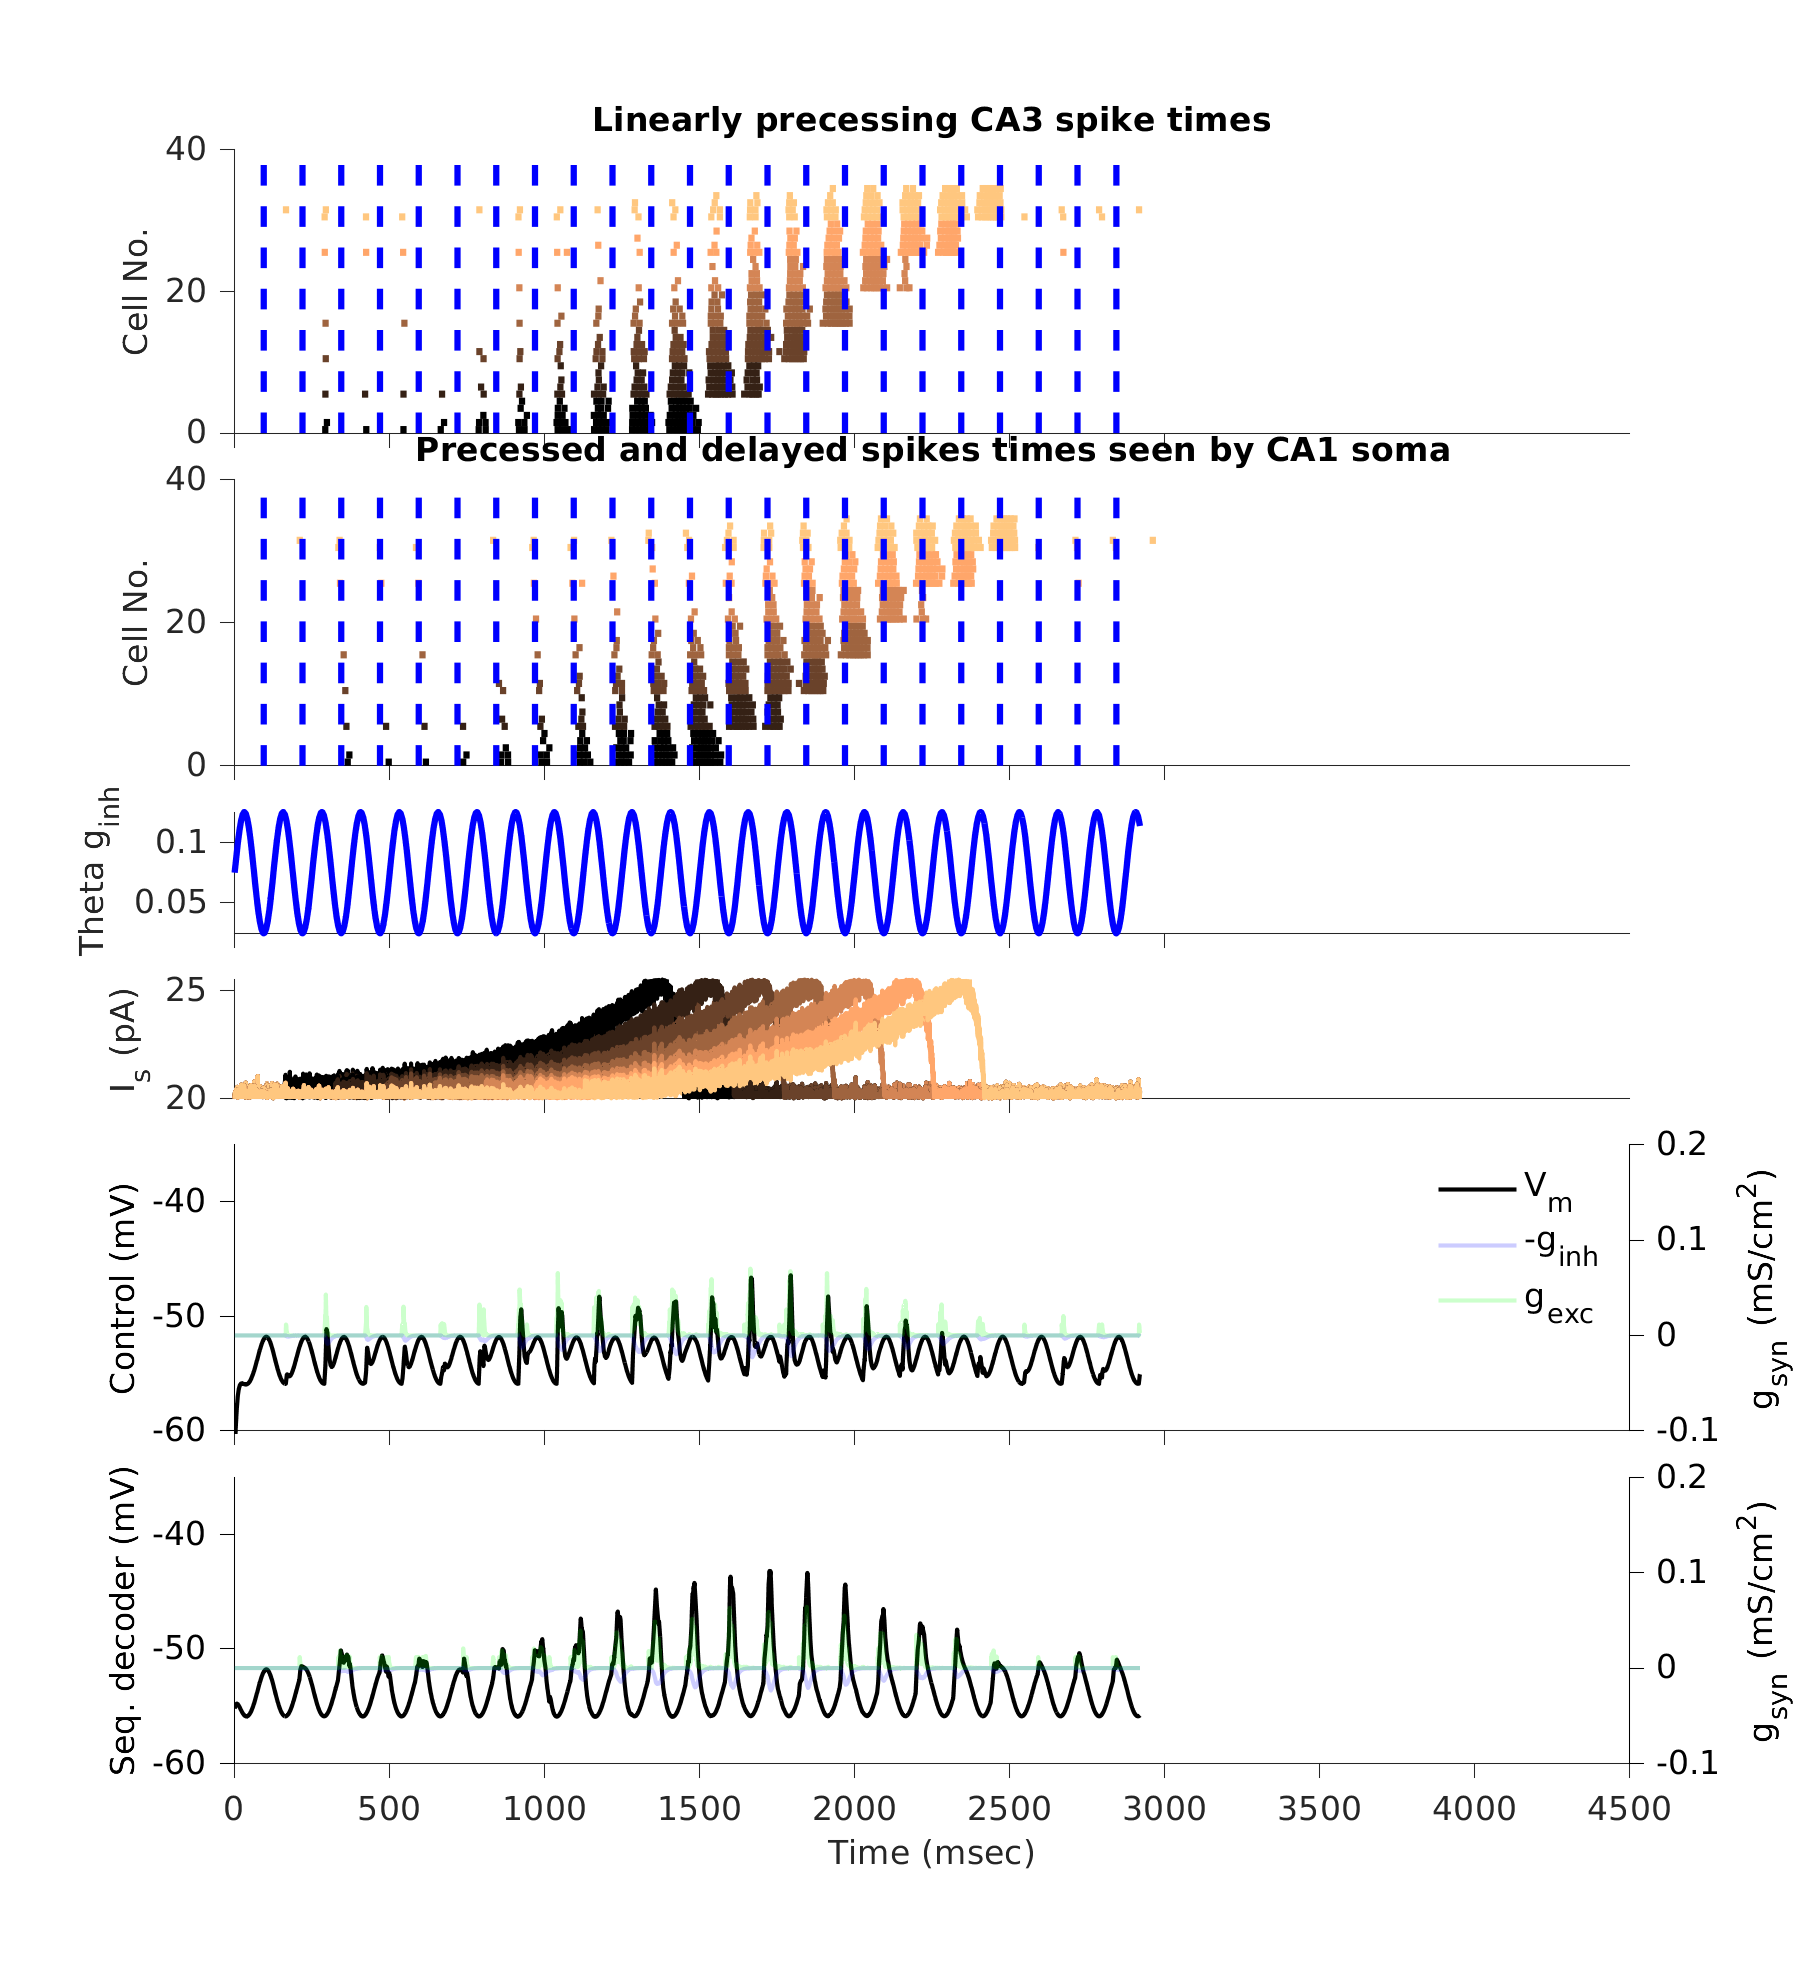 Linearly precessing CA3 spike times
40
20
0
Cell No.
Precessed and delayed spikes times seen by CA1 soma
40
20
0
Cell No.
0.1
0.05
Theta g_inh
25
20
I_s (pA)
-40
-50
-60
Control (mV)
V_m
-g_inh
g_exc
0.2
0.1
0
-0.1
g_syn (mS/cm^2)
-40
-50
-60
Seq. decoder (mV)
0.2
0.1
0
-0.1
g_syn (mS/cm^2)
0 500 1000 1500 2000 2500 3000 3500 4000 4500
Time (msec)